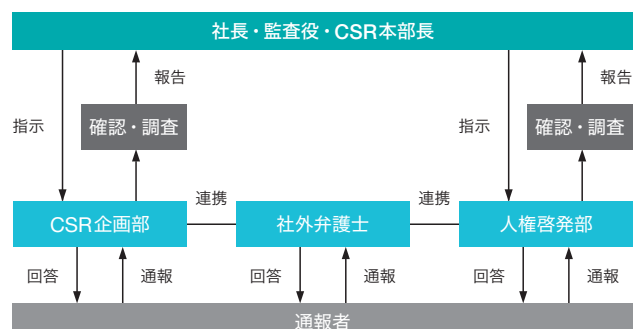 社長・監査役・CSR本部長
報告
報告
指示
確認・調査
指示
確認・調査
連携
連携
CSR企画部
社外弁護士
人権啓発部
回答
通報
回答
通報
回答
通報
通報者